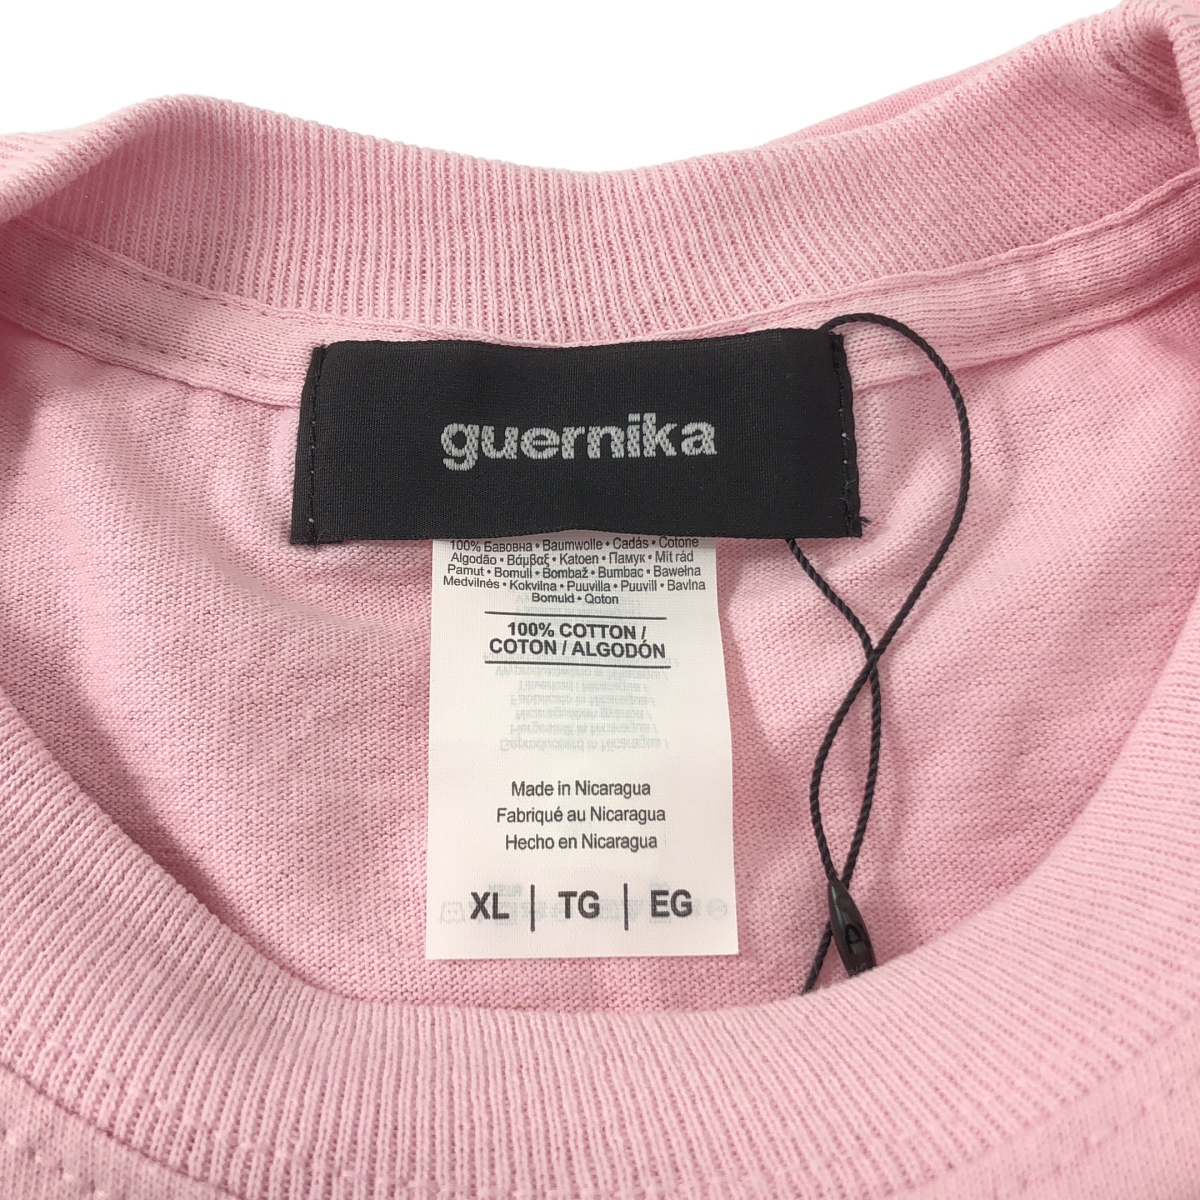 guernika
100% Бавовна • Baumwolle • Cadás • Cotone
Algodão • Βάμβαξ • Katoen • Памук • Mit rád
Pamut • Bomull • Bombaž • Bumbac • Bawełna
Medvilnės • Kokvilna • Puuvilla • Puuvill • Bavlna
Bomuld • Qoton
100% COTTON /
COTON / ALGODÓN
Made in Nicaragua
Fabriqué au Nicaragua
Hecho en Nicaragua
XL | TG | EG